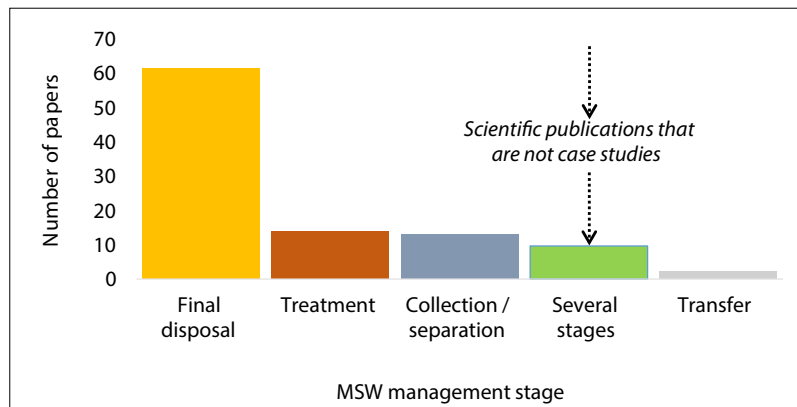 70
60
50
40
30
20
10
0
Number of papers
Scientific publications that
are not case studies
Final
disposal
Treatment
Collection /
separation
Several
stages
Transfer
MSW management stage